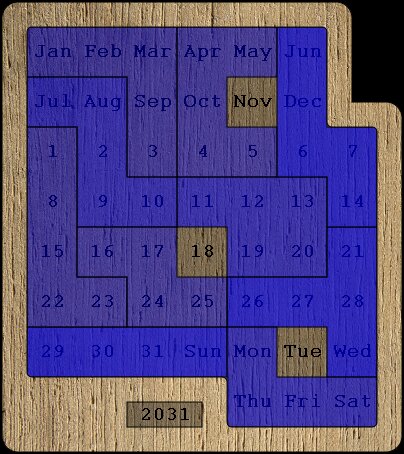 Jan Feb Mar Apr May Jun
Jul Aug Sep Oct Nov Dec
1 2 3 4 5 6 7
8 9 10 11 12 13 14
15 16 17 18 19 20 21
22 23 24 25 26 27 28
29 30 31 Sun Mon Tue Wed
Thu Fri Sat
2031